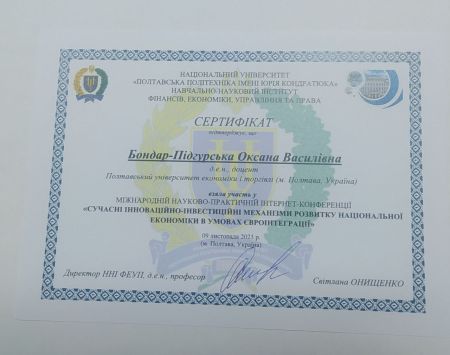 НАЦІОНАЛЬНИЙ УНІВЕРСИТЕТ
«ПОЛТАВСЬКА ПОЛІТЕХНІКА ІМЕНІ ЮРІЯ КОНДРАТЮКА»
НАВЧАЛЬНО-НАУКОВИЙ ІНСТИТУТ
ФІНАНСІВ, ЕКОНОМІКИ, УПРАВЛІННЯ ТА ПРАВА
СЕРТИФІКАТ
підтверджує, що
Бондар-Підгурська Оксана Василівна
д.е.н., доцент
Полтавський університет економіки і торгівлі (м. Полтава, Україна)
взяла участь у
МІЖНАРОДНІЙ НАУКОВО-ПРАКТИЧНІЙ ІНТЕРНЕТ-КОНФЕРЕНЦІЇ
«СУЧАСНІ ІННОВАЦІЙНО-ІНВЕСТИЦІЙНІ МЕХАНІЗМИ РОЗВИТКУ НАЦІОНАЛЬНОЇ
ЕКОНОМІКИ В УМОВАХ ЄВРОІНТЕГРАЦІЇ»
09 листопада 2023 р.
(м. Полтава, Україна)
Директор ННІ ФЕУП, д.е.н., професор
Світлана ОНИЩЕНКО